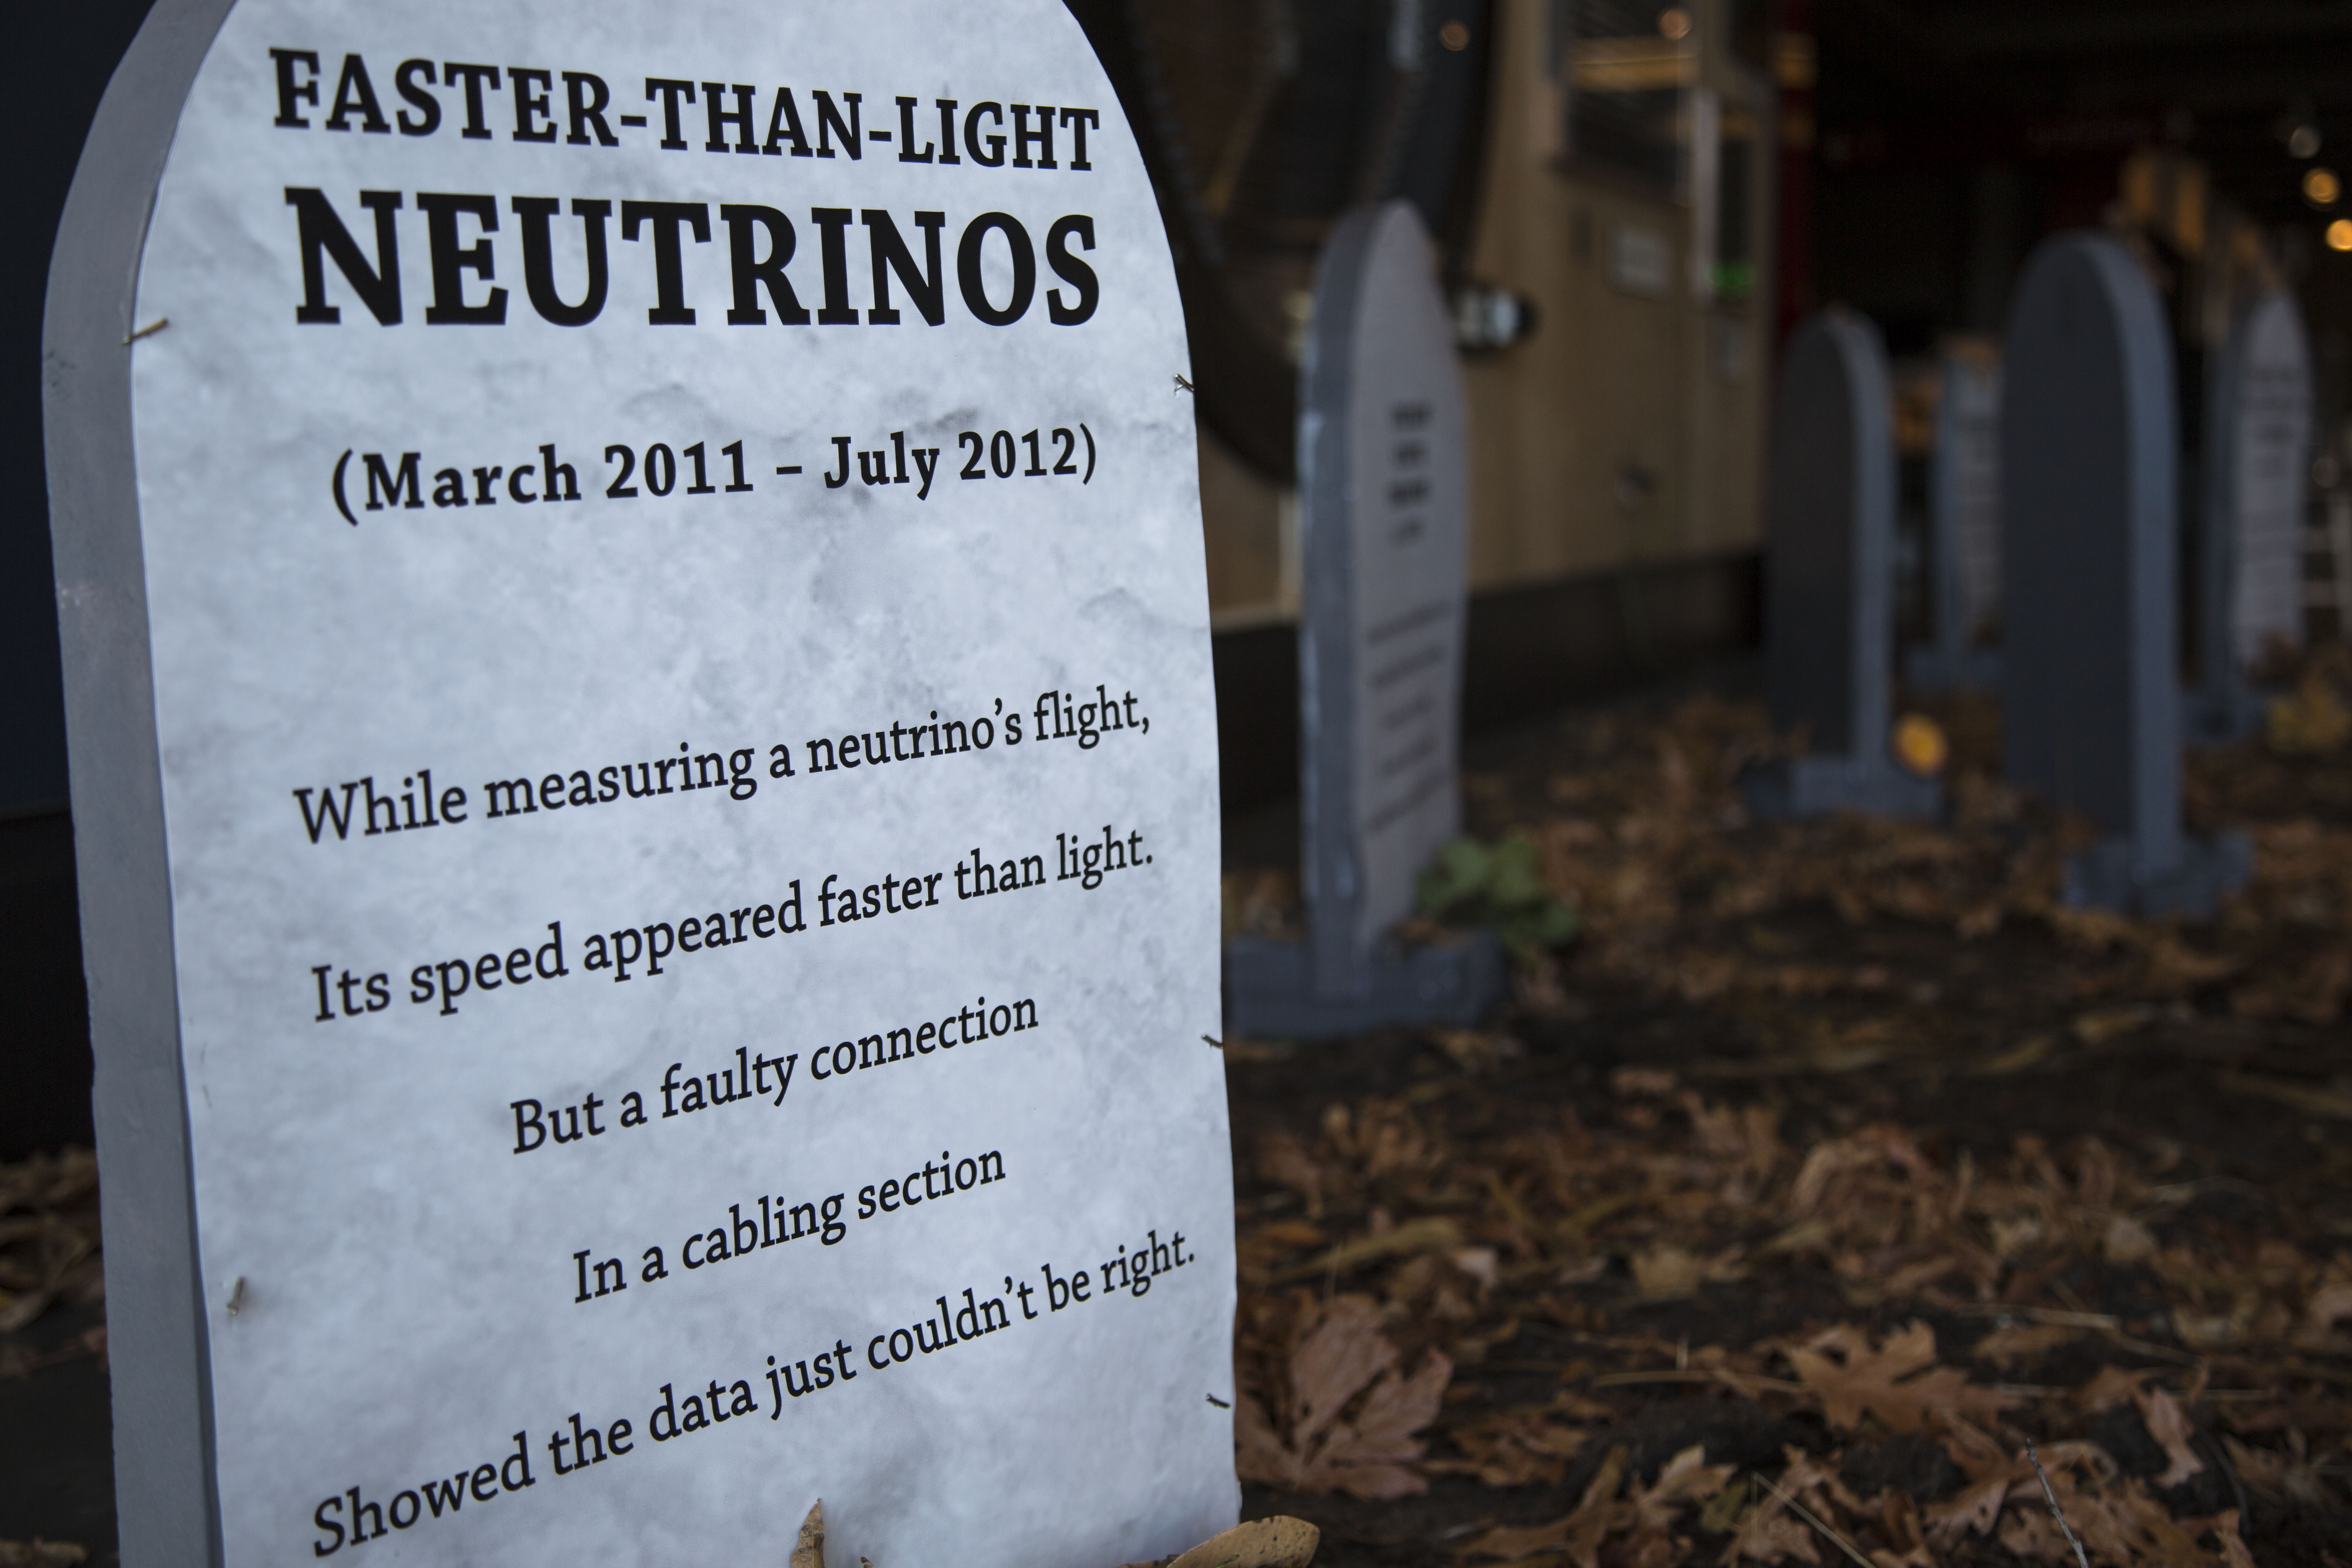 FASTER-THAN-LIGHT
NEUTRINOS
(March 2011 – July 2012)
While measuring a neutrino’s flight,
Its speed appeared faster than light.
But a faulty connection
In a cabling section
Showed the data just couldn’t be right.